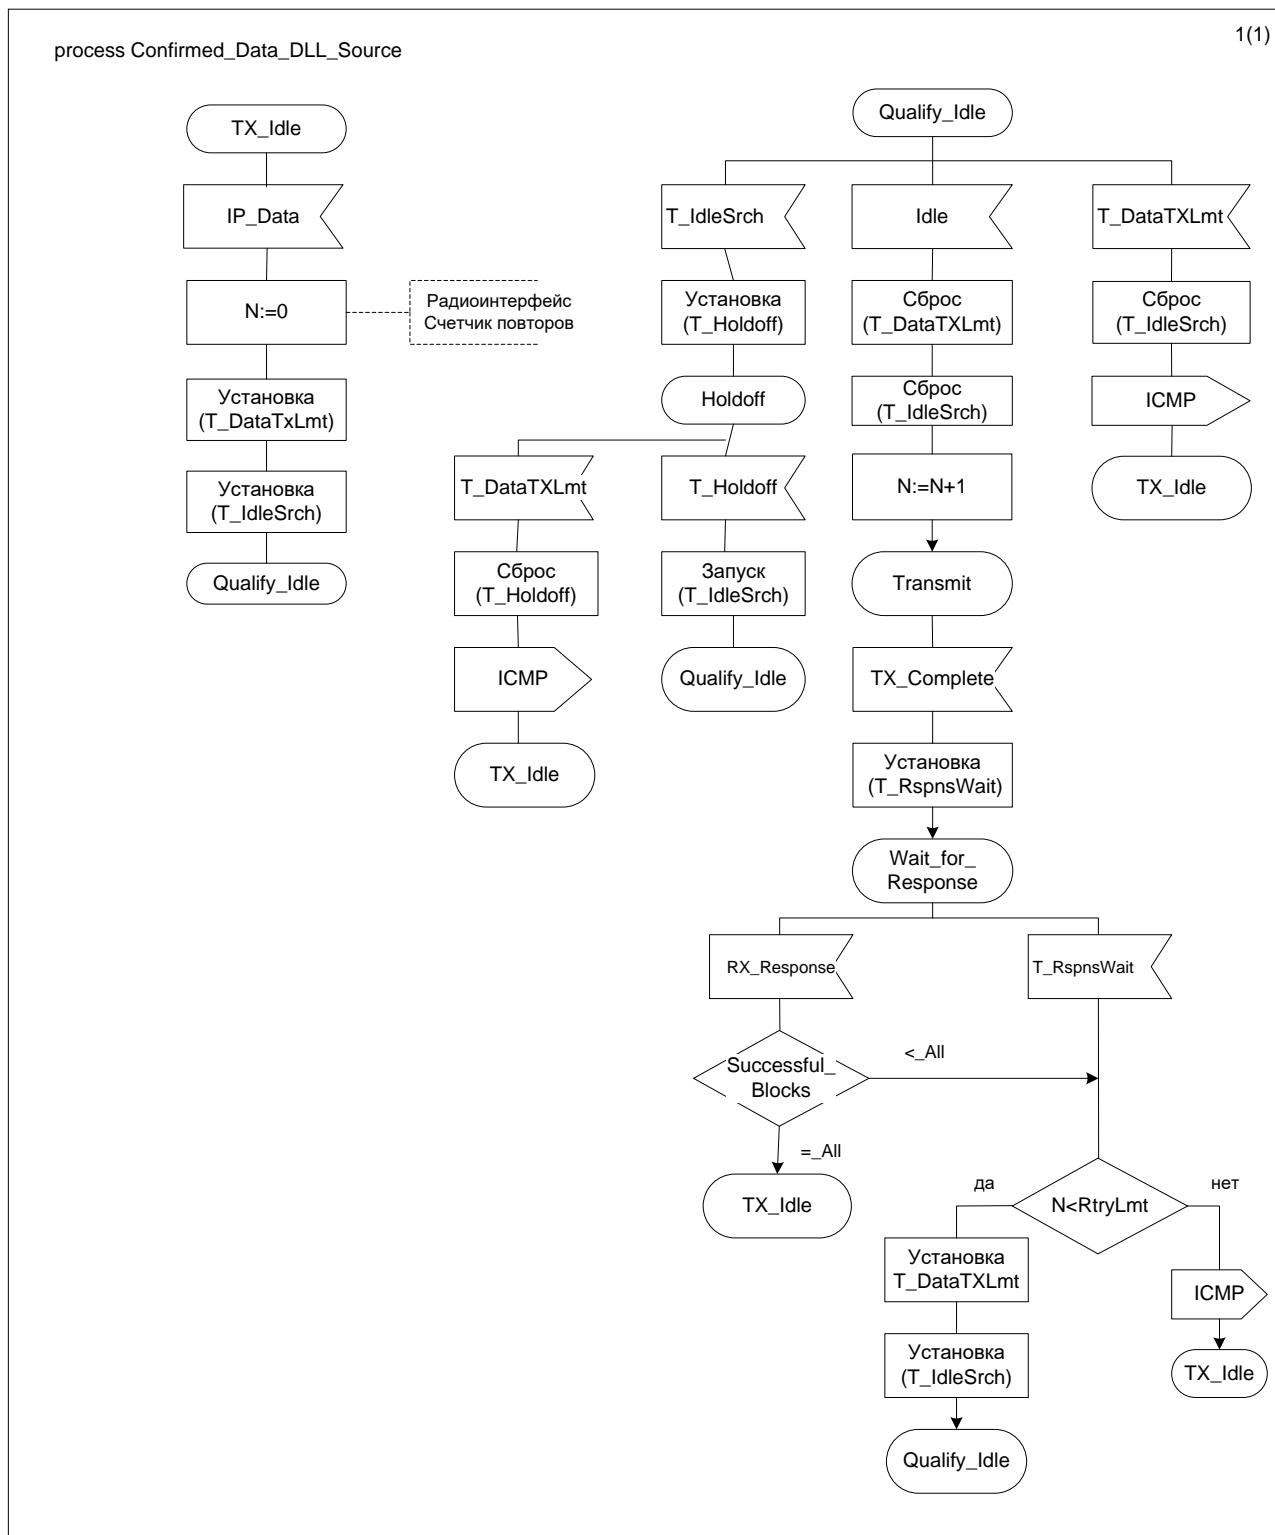 1(1)
process Confirmed_Data_DLL_Source
TX_Idle
IP_Data
N:=0
Радиоинтерфейс
Счетчик повторов
Установка
(T_DataTxLmt)
Установка
(T_IdleSrch)
Qualify_Idle
Qualify_Idle
T_IdleSrch
Установка
(T_Holdoff)
Holdoff
T_DataTXLmt
Сброс
(T_Holdoff)
ICMP
TX_Idle
T_Holdoff
Запуск
(T_IdleSrch)
Qualify_Idle
Idle
Сброс
(T_DataTXLmt)
Сброс
(T_IdleSrch)
N:=N+1
Transmit
TX_Complete
Установка
(T_RspnsWait)
Wait_for_
Response
T_DataTXLmt
Сброс
(T_IdleSrch)
ICMP
TX_Idle
RX_Response
T_RspnsWait
Successful_
Blocks
<_All
=_All
TX_Idle
N<RtryLmt
да
нет
Установка
T_DataTXLmt
Установка
(T_IdleSrch)
Qualify_Idle
ICMP
TX_Idle